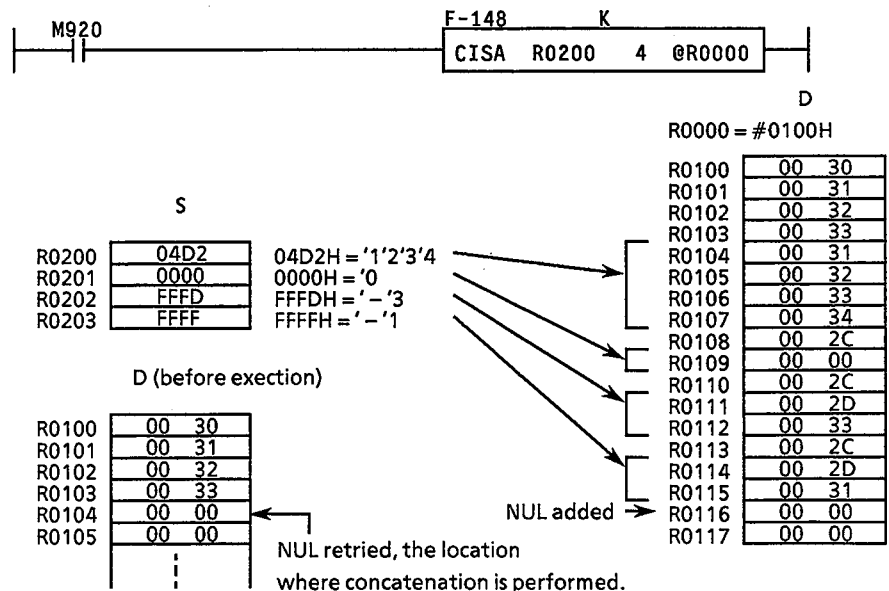 M920
F-148 K
CISA R0200 4 @R0000
D
R0000 = #0100H
R0100 00 30
R0101 00 31
R0102 00 32
R0103 00 33
R0104 00 31
R0105 00 32
R0106 00 33
R0107 00 34
R0108 00 2C
R0109 00 00
R0110 00 2C
R0111 00 2D
R0112 00 33
R0113 00 2C
R0114 00 2D
R0115 00 31
NUL added R0116 00 00
R0117 00 00
S
R0200 04D2 04D2H = '1'2'3'4
R0201 0000 0000H = '0
R0202 FFFD FFFDH = '–'3
R0203 FFFF FFFFH = '–'1
D (before exection)
R0100 00 30
R0101 00 31
R0102 00 32
R0103 00 33
R0104 00 00
R0105 00 00
NUL retried, the location
where concatenation is performed.